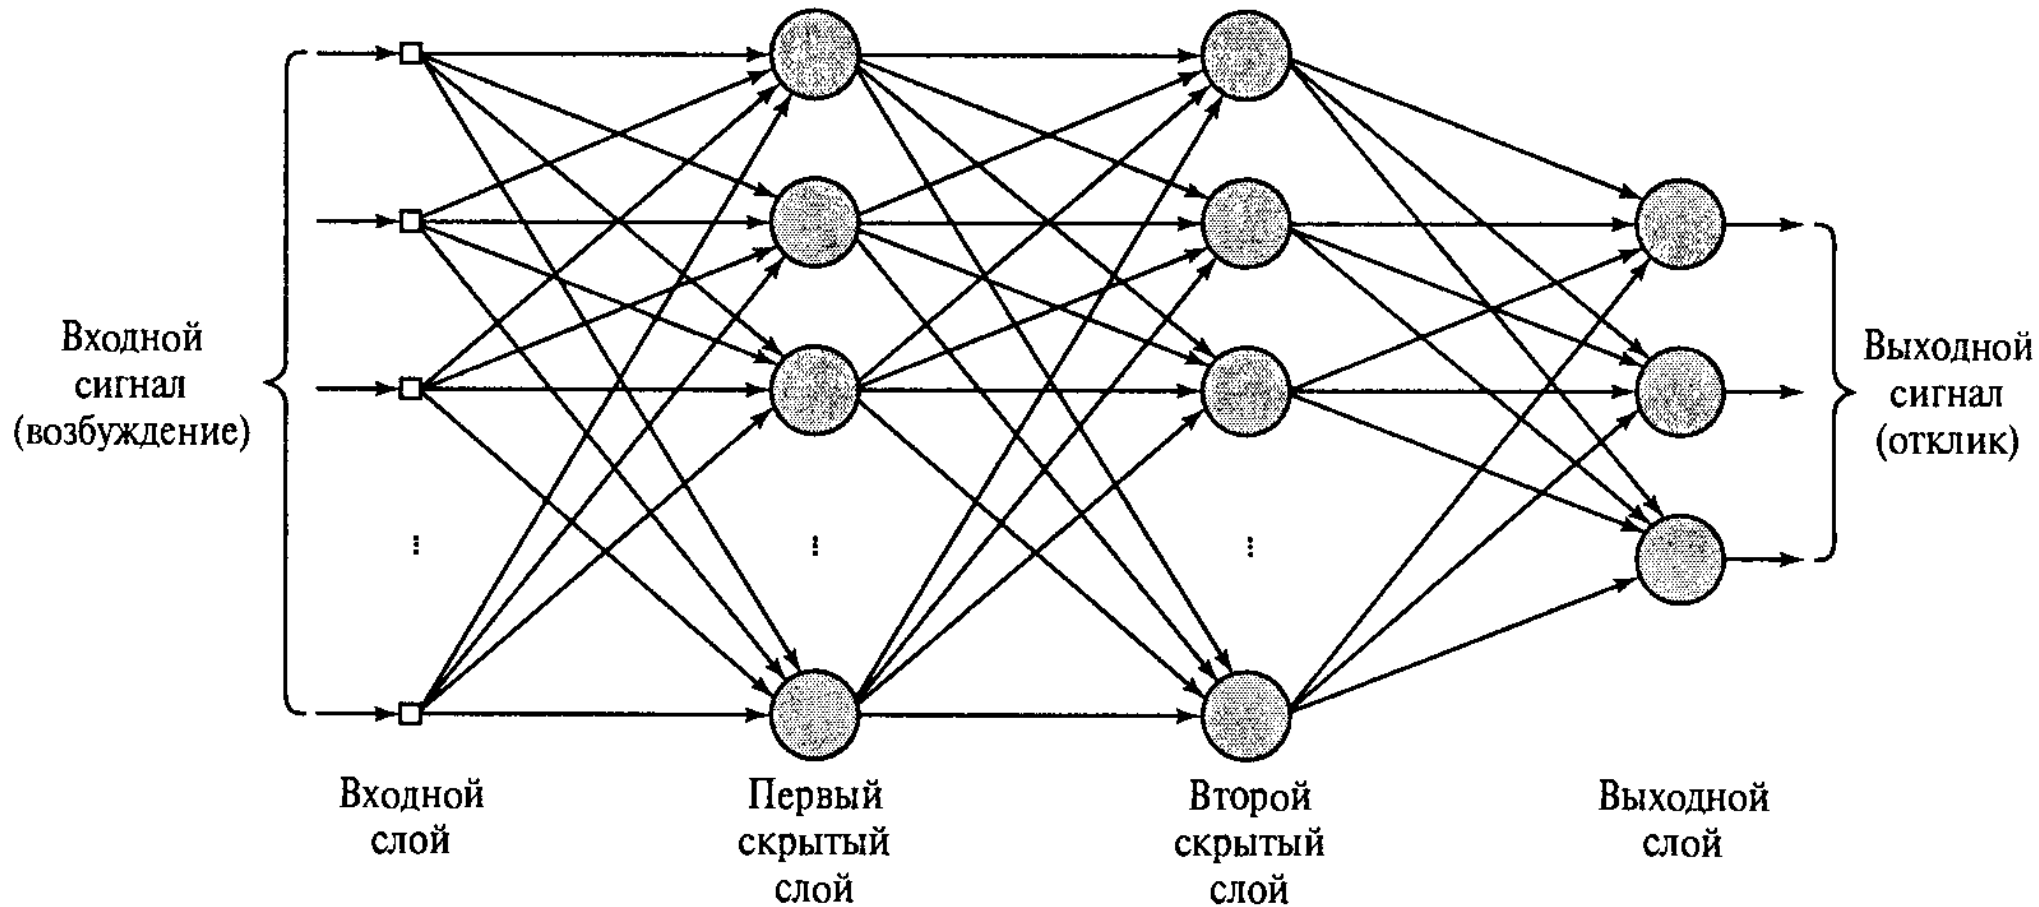 Входной
сигнал
(возбуждение)
Выходной
сигнал
(отклик)
Входной
слой
Первый
скрытый
слой
Второй
скрытый
слой
Выходной
слой